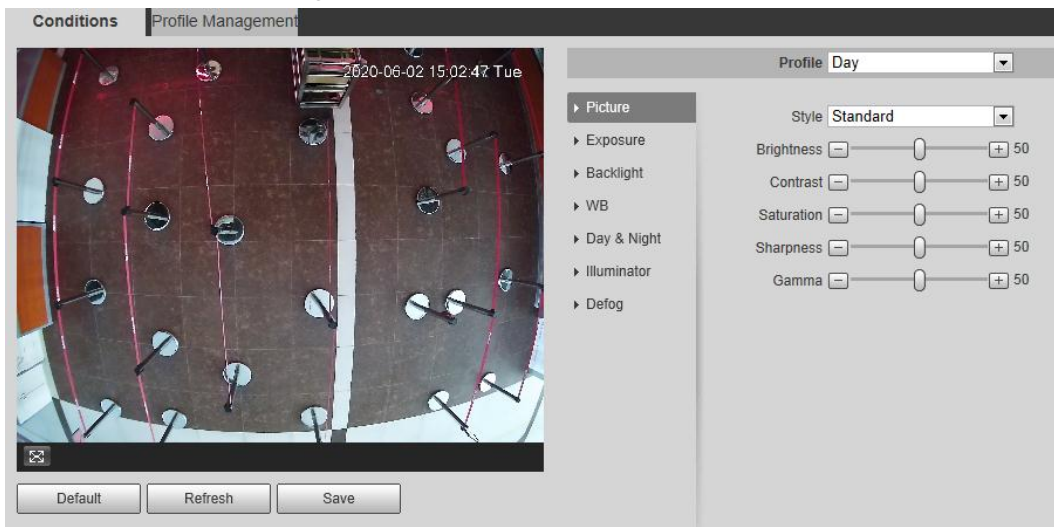 Conditions Profile Management
2020-06-02 15:02:47 Tue
Profile Day
Picture
Exposure
Backlight
WB
Day & Night
Illuminator
Defog
Style Standard
Brightness 50
Contrast 50
Saturation 50
Sharpness 50
Gamma 50
Default Refresh Save